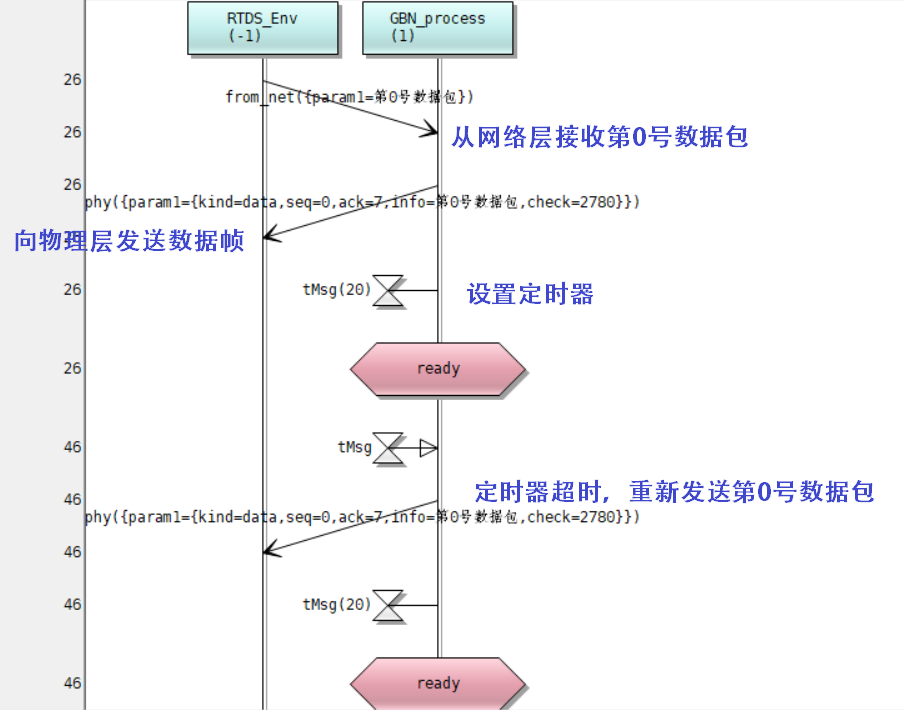 RTDS_Env
(-1)
GBN_process
(1)
26
from_net({param1=第0号数据包})
26
从网络层接收第0号数据包
26
phy({param1={kind=data,seq=0,ack=7,info=第0号数据包,check=2780}})
向物理层发送数据帧
26
tMsg(20)
设置定时器
26
ready
46
tMsg
46
定时器超时，重新发送第0号数据包
phy({param1={kind=data,seq=0,ack=7,info=第0号数据包,check=2780}})
46
46
tMsg(20)
46
ready